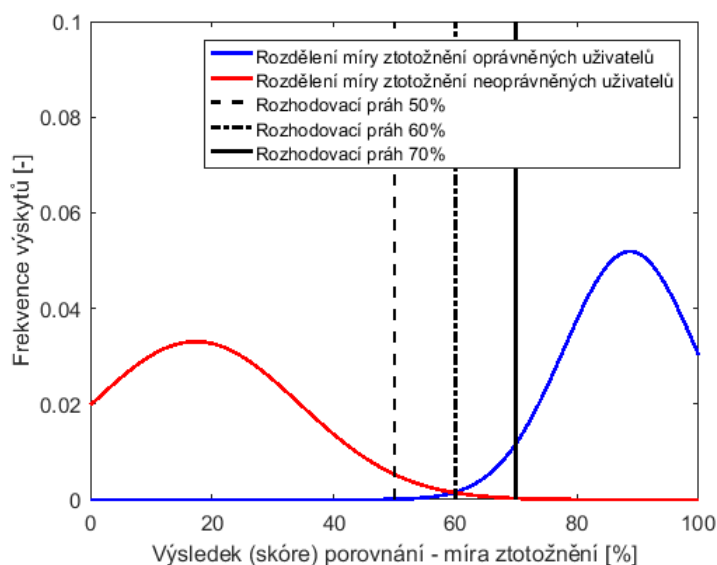 0.1
0.08
0.06
0.04
0.02
0
Frekvence výskytů [-]
Rozdělení míry ztotožnění oprávněných uživatelů
Rozdělení míry ztotožnění neoprávněných uživatelů
Rozhodovací práh 50%
Rozhodovací práh 60%
Rozhodovací práh 70%
0 20 40 60 80 100
Výsledek (skóre) porovnání - míra ztotožnění [%]